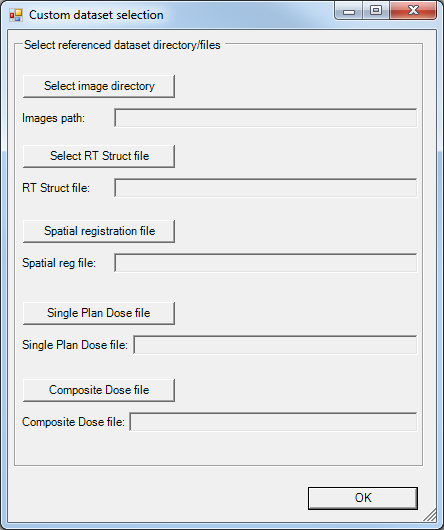 Custom dataset selection
Select referenced dataset directory/files
Select image directory
Images path:
Select RT Struct file
RT Struct file:
Spatial registration file
Spatial reg file:
Single Plan Dose file
Single Plan Dose file:
Composite Dose file
Composite Dose file:
OK